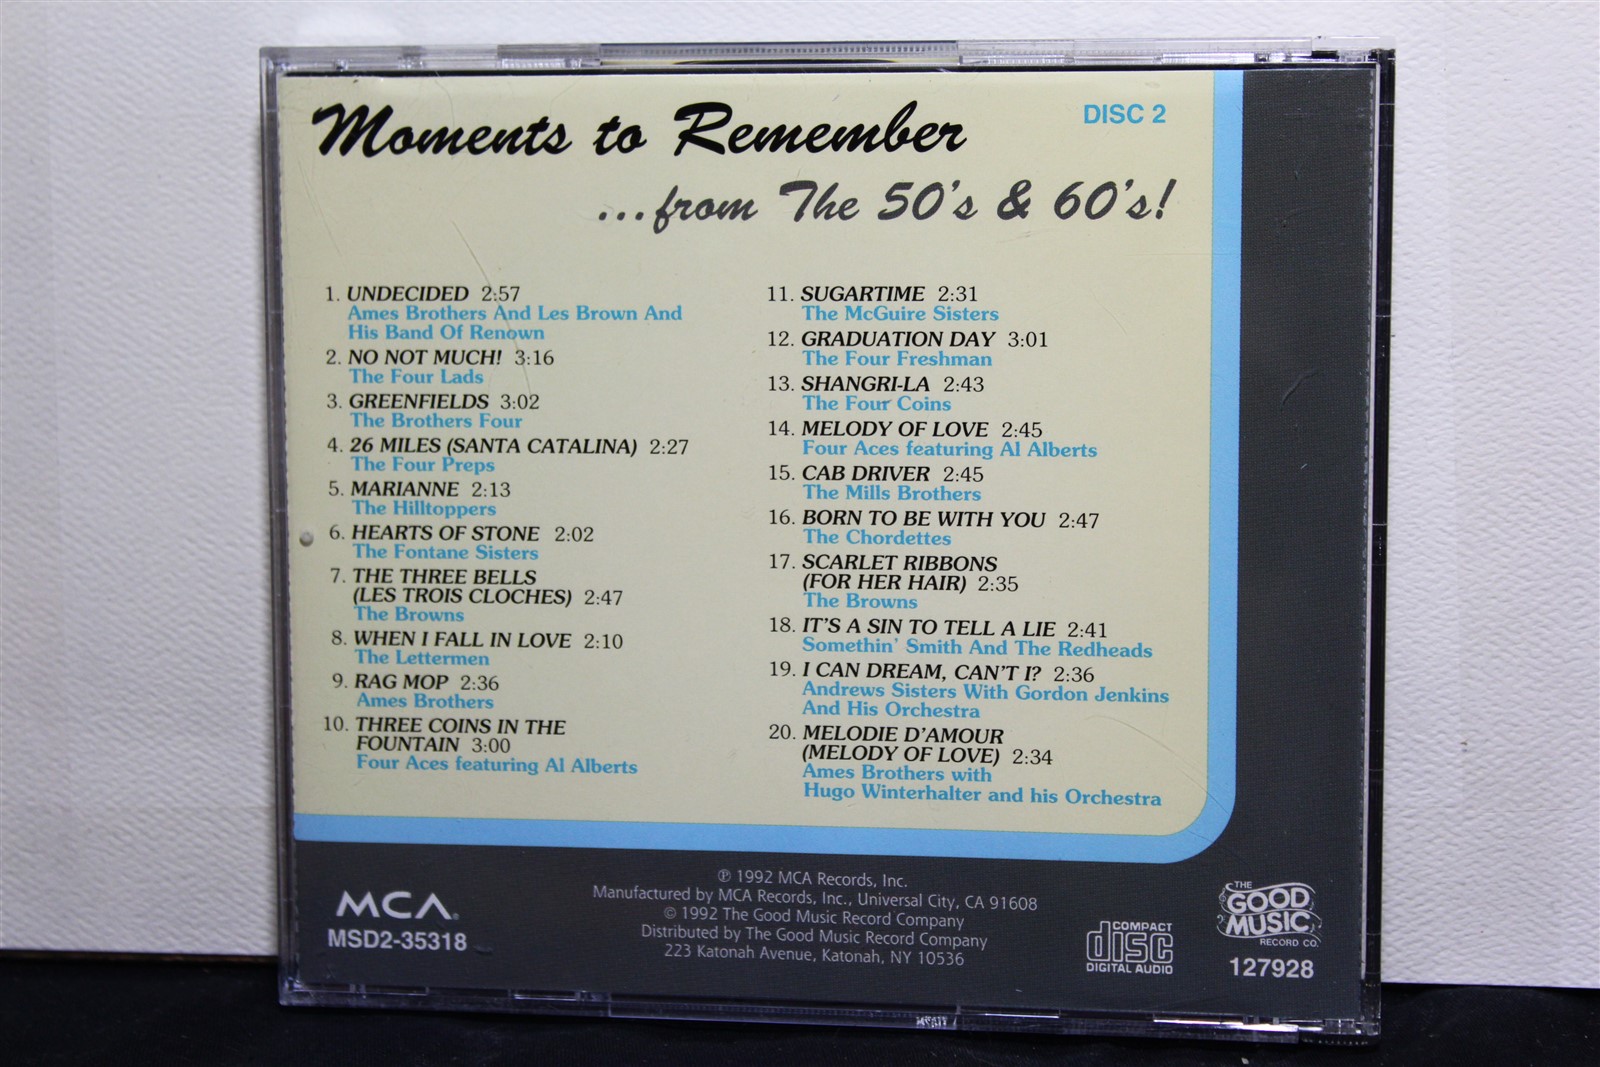 Moments to Remember
DISC 2
...from The 50's & 60's!
1. UNDECIDED 2:57
Ames Brothers And Les Brown And
His Band Of Renown
2. NO NOT MUCH! 3:16
The Four Lads
3. GREENFIELDS 3:02
The Brothers Four
4. 26 MILES (SANTA CATALINA) 2:27
The Four Preps
5. MARIANNE 2:13
The Hilltoppers
6. HEARTS OF STONE 2:02
The Fontane Sisters
7. THE THREE BELLS
(LES TROIS CLOCHES) 2:47
The Browns
8. WHEN I FALL IN LOVE 2:10
The Lettermen
9. RAG MOP 2:36
Ames Brothers
10. THREE COINS IN THE
FOUNTAIN 3:00
Four Aces featuring Al Alberts
11. SUGARTIME 2:31
The McGuire Sisters
12. GRADUATION DAY 3:01
The Four Freshman
13. SHANGRI-LA 2:43
The Four Coins
14. MELODY OF LOVE 2:45
Four Aces featuring Al Alberts
15. CAB DRIVER 2:45
The Mills Brothers
16. BORN TO BE WITH YOU 2:47
The Chordettes
17. SCARLET RIBBONS
(FOR HER HAIR) 2:35
The Browns
18. IT'S A SIN TO TELL A LIE 2:41
Somethin' Smith And The Redheads
19. I CAN DREAM, CAN'T I? 2:36
Andrews Sisters With Gordon Jenkins
And His Orchestra
20. MELODIE D'AMOUR
(MELODY OF LOVE) 2:34
Ames Brothers with
Hugo Winterhalter and his Orchestra
MCA®
MSD2-35318
℗ 1992 MCA Records, Inc.
Manufactured by MCA Records, Inc., Universal City, CA 91608
© 1992 The Good Music Record Company
Distributed by The Good Music Record Company
223 Katonah Avenue, Katonah, NY 10536
COMPACT
disc
DIGITAL AUDIO
THE
GOOD
MUSIC
RECORD CO.
127928